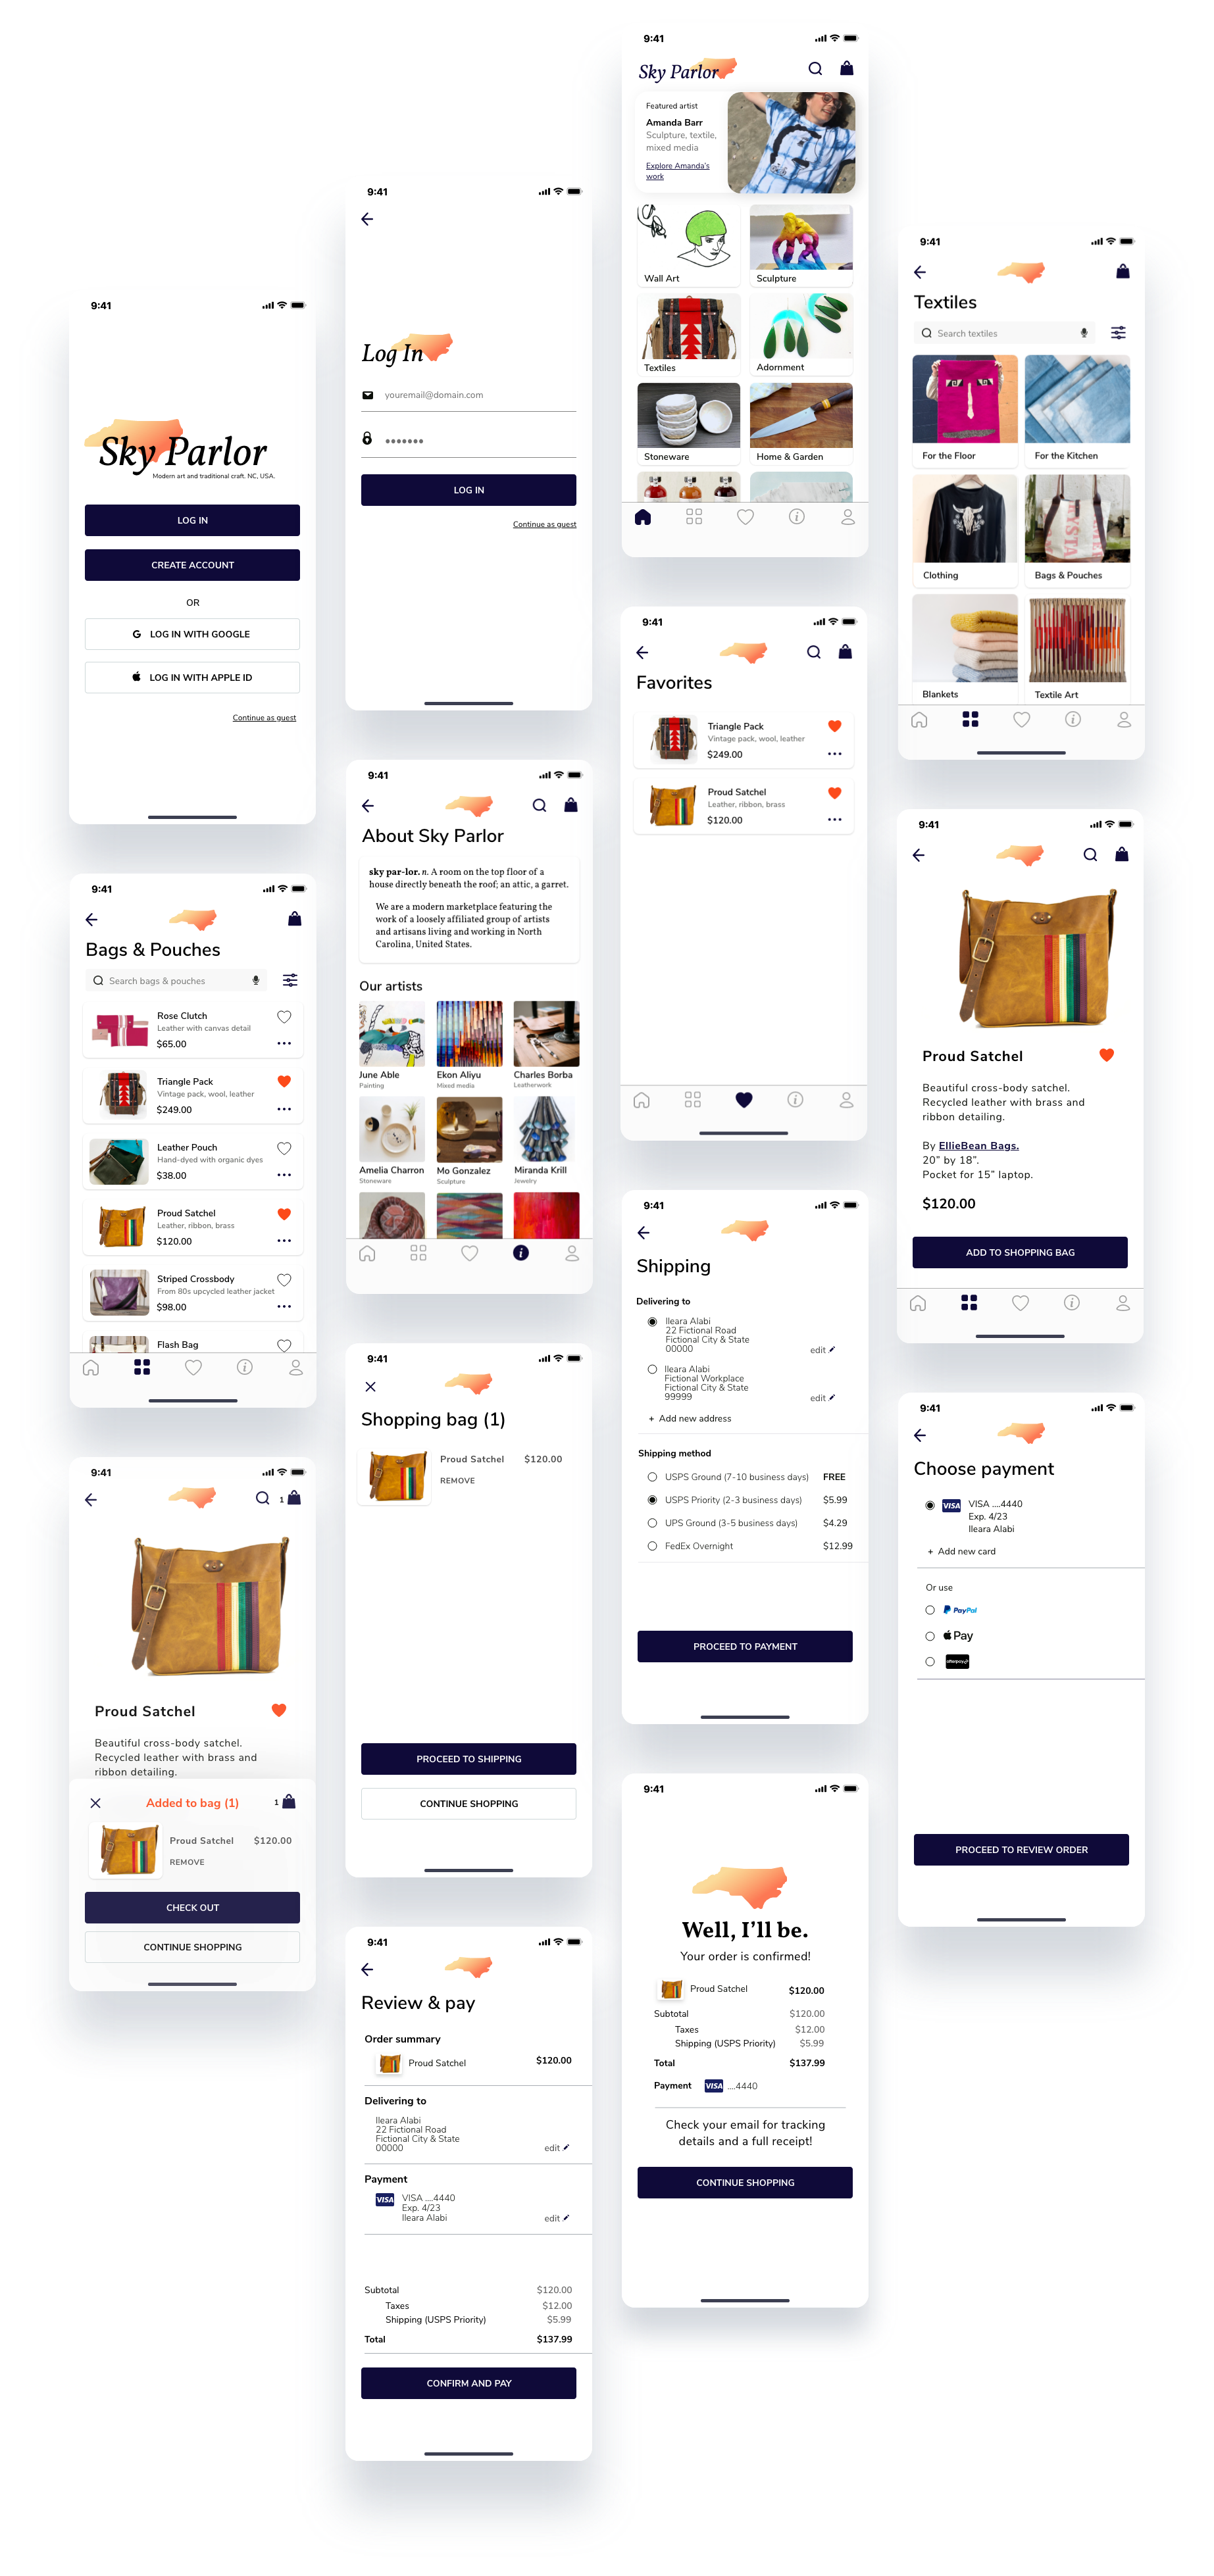 9:41
Sky Parlor
Modern art and traditional craft. NC, USA.
LOG IN
CREATE ACCOUNT
OR
G LOG IN WITH GOOGLE
LOG IN WITH APPLE ID
Continue as guest
9:41
Log In
youremail@domain.com
LOG IN
Continue as guest
9:41
Sky Parlor
Featured artist
Amanda Barr
Sculpture, textile,
mixed media
Explore Amanda's
work
Wall Art
Sculpture
Textiles
Adornment
Stoneware
Home & Garden
9:41
Textiles
Search textiles
For the Floor
For the Kitchen
Clothing
Bags & Pouches
Blankets
Textile Art
9:41
Bags & Pouches
Search bags & pouches
Rose Clutch
Leather with canvas detail
$65.00
Triangle Pack
Vintage pack, wool, leather
$249.00
Leather Pouch
Hand-dyed with organic dyes
$38.00
Proud Satchel
Leather, ribbon, brass
$120.00
Striped Crossbody
From 80s upcycled leather jacket
$98.00
Flash Bag
9:41
About Sky Parlor
sky par-lor. n. A room on the top floor of a
house directly beneath the roof; an attic, a garret.
We are a modern marketplace featuring the
work of a loosely affiliated group of artists
and artisans living and working in North
Carolina, United States.
Our artists
June Able
Painting
Ekon Aliyu
Mixed media
Charles Borba
Leatherwork
Amelia Charron
Stoneware
Mo Gonzalez
Sculpture
Miranda Krill
Jewelry
9:41
Favorites
Triangle Pack
Vintage pack, wool, leather
$249.00
Proud Satchel
Leather, ribbon, brass
$120.00
9:41
Proud Satchel
Beautiful cross-body satchel.
Recycled leather with brass and
ribbon detailing.
By EllieBean Bags.
20” by 18”.
Pocket for 15” laptop.
$120.00
ADD TO SHOPPING BAG
9:41
1
Proud Satchel
Beautiful cross-body satchel.
Recycled leather with brass and
ribbon detailing.
Added to bag (1)
1
Proud Satchel $120.00
REMOVE
CHECK OUT
CONTINUE SHOPPING
9:41
Shopping bag (1)
Proud Satchel $120.00
REMOVE
PROCEED TO SHIPPING
CONTINUE SHOPPING
9:41
Shipping
Delivering to
Ileara Alabi
22 Fictional Road
Fictional City & State
00000
edit
Ileara Alabi
Fictional Workplace
Fictional City & State
99999
edit
+ Add new address
Shipping method
USPS Ground (7-10 business days) FREE
USPS Priority (2-3 business days) $5.99
UPS Ground (3-5 business days) $4.29
FedEx Overnight $12.99
PROCEED TO PAYMENT
9:41
Choose payment
VISA VISA ....4440
Exp. 4/23
Ileara Alabi
+ Add new card
Or use
PayPal
Pay
afterpay
PROCEED TO REVIEW ORDER
9:41
Review & pay
Order summary
Proud Satchel $120.00
Delivering to
Ileara Alabi
22 Fictional Road
Fictional City & State
00000
edit
Payment
VISA VISA ....4440
Exp. 4/23
Ileara Alabi
edit
Subtotal $120.00
Taxes $12.00
Shipping (USPS Priority) $5.99
Total $137.99
CONFIRM AND PAY
9:41
Well, I’ll be.
Your order is confirmed!
Proud Satchel $120.00
Subtotal $120.00
Taxes $12.00
Shipping (USPS Priority) $5.99
Total $137.99
Payment VISA ....4440
Check your email for tracking
details and a full receipt!
CONTINUE SHOPPING